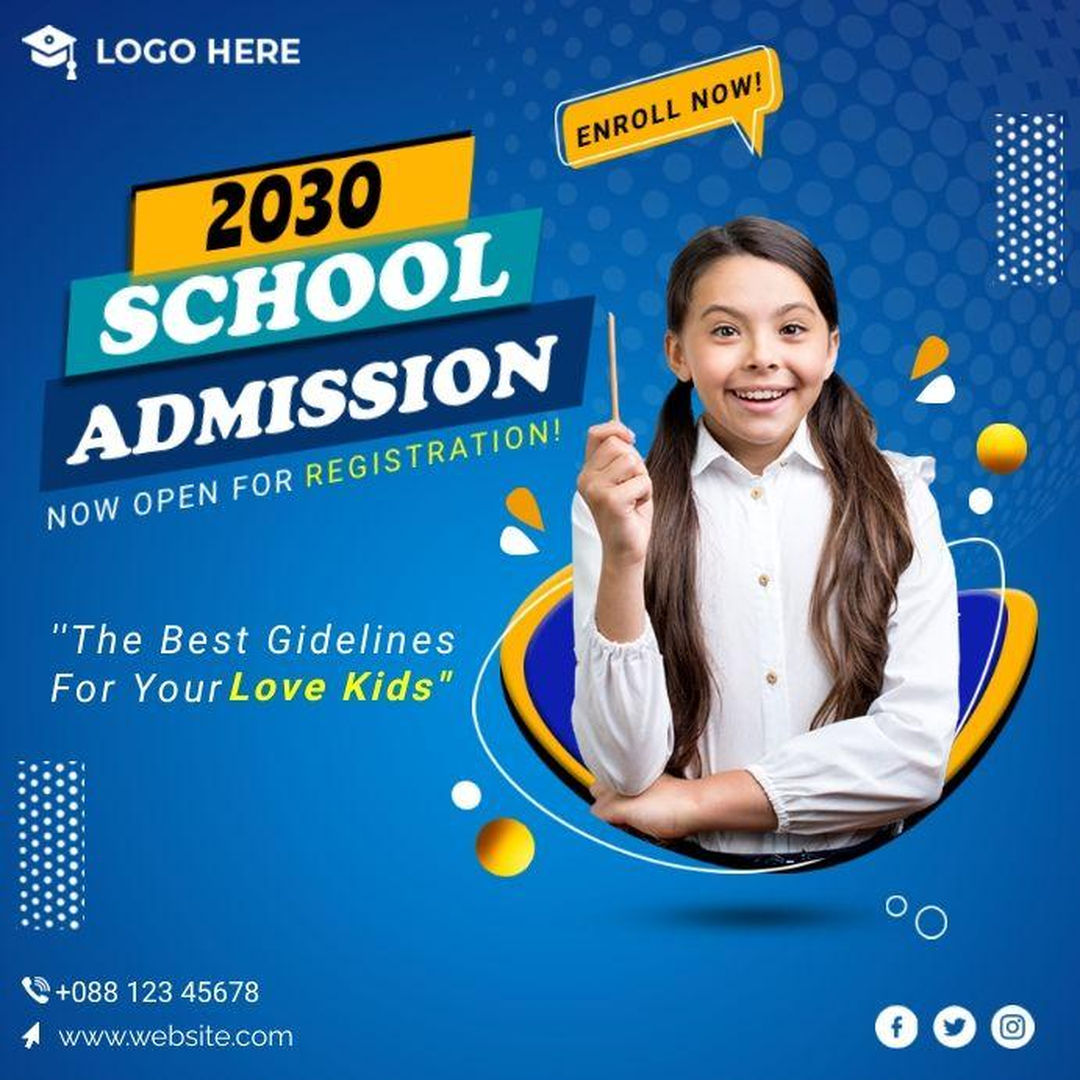 LOGO HERE
ENROLL NOW!
2030
SCHOOL
ADMISSION
NOW OPEN FOR REGISTRATION!
"The Best Gidelines
For Your Love Kids"
+088 123 45678
www.website.com